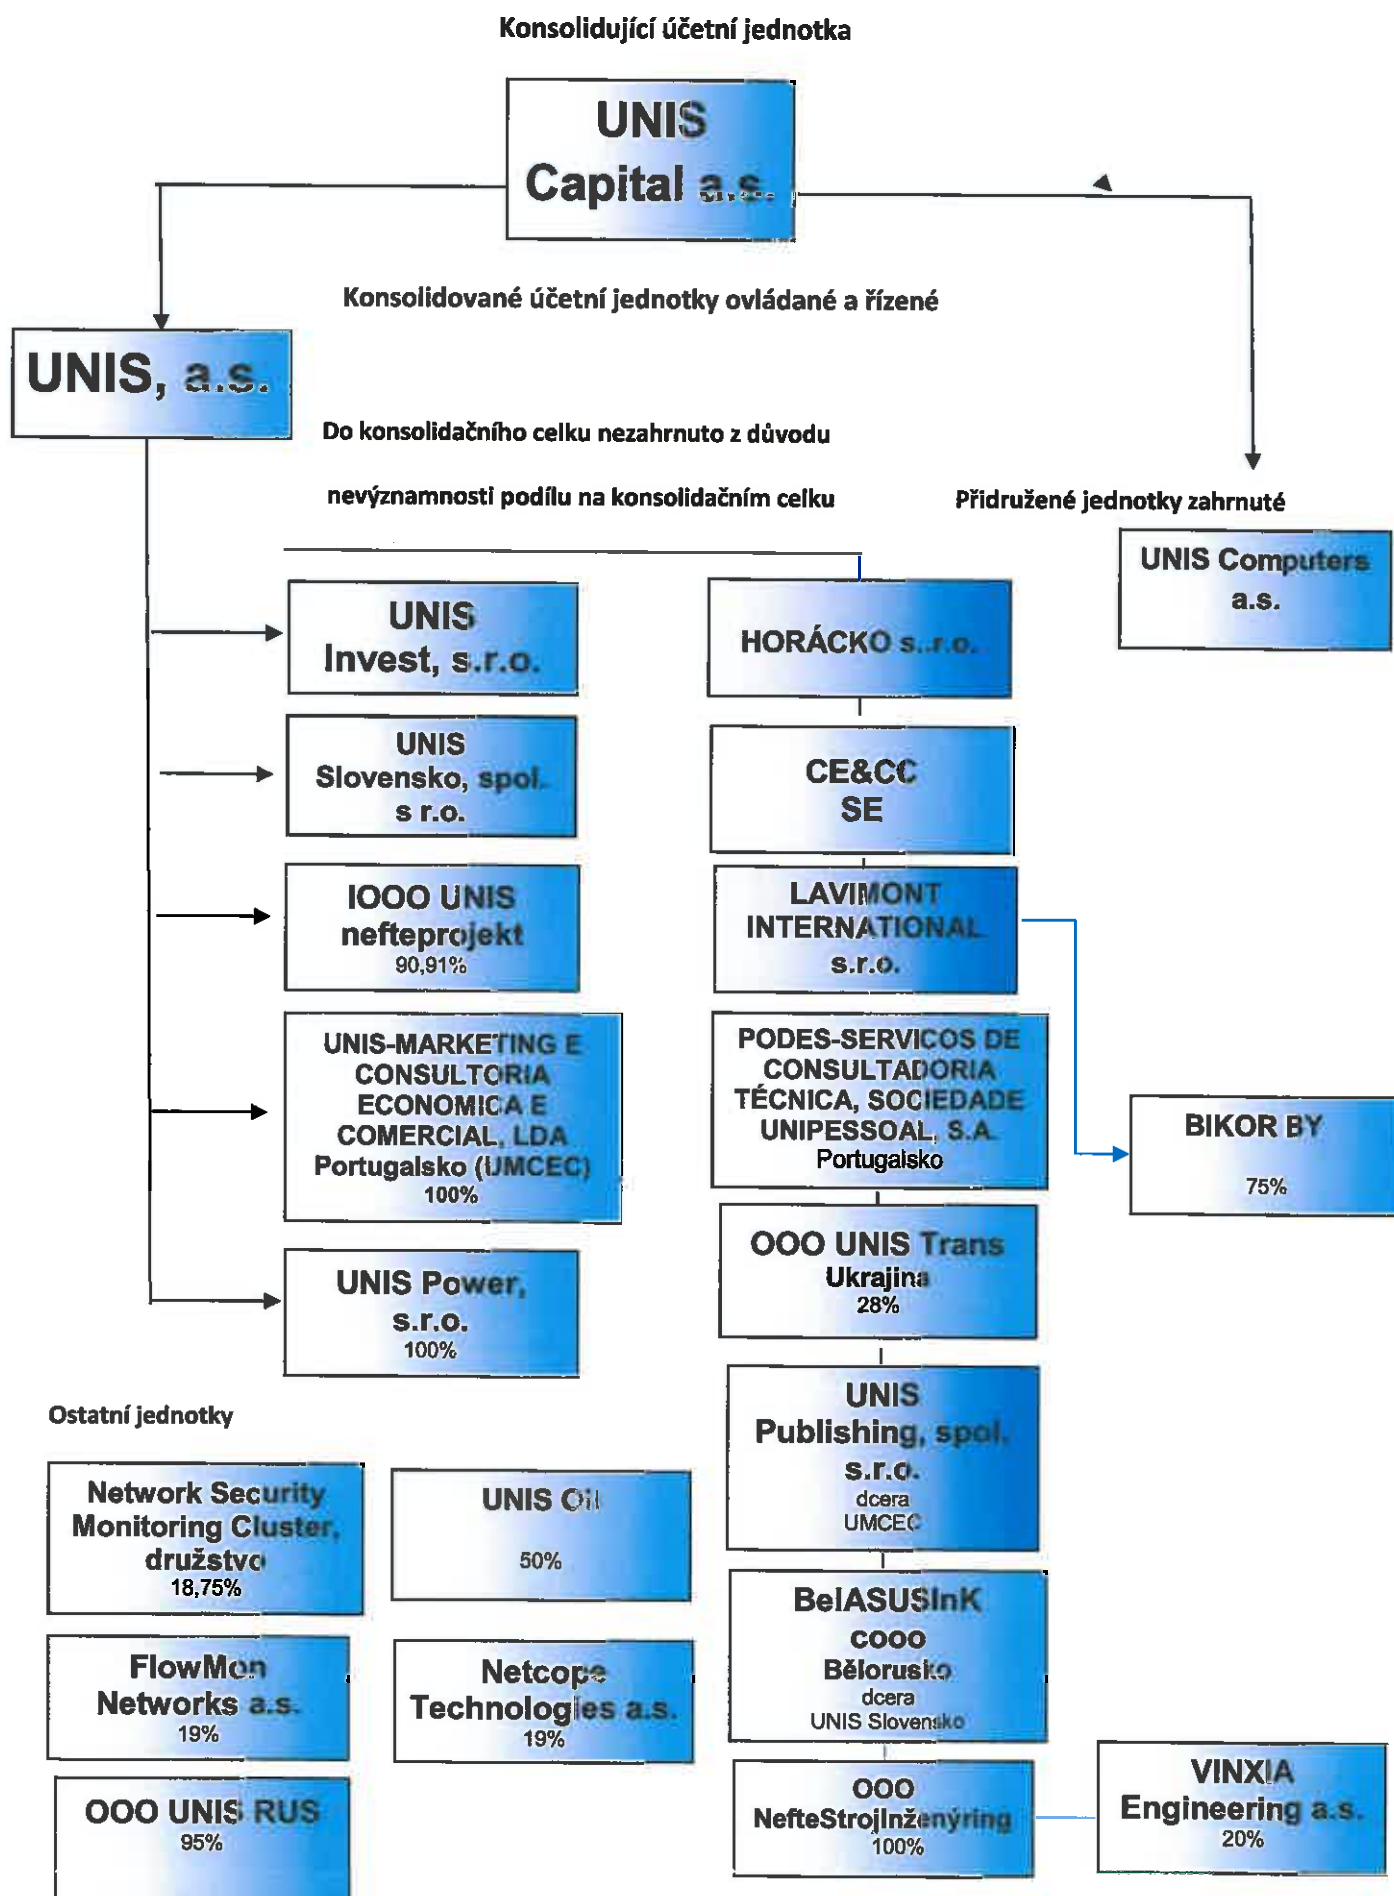 Konsolidující účetní jednotka
UNIS
Capital a.s.
Konsolidované účetní jednotky ovládané a řízené
UNIS, a.s.
Do konsolidačního celku nezahrnuto z důvodu
nevýznamnosti podílu na konsolidačním celku
Přidružené jednotky zahrnuté
UNIS Computers
a.s.
UNIS
Invest, s.r.o.
HORÁCKO s..r.o.
UNIS
Slovensko, spol.
s r.o.
CE&CC
SE
IOOO UNIS
nefteprojekt
90,91%
LAVIMONT
INTERNATIONAL
s.r.o.
UNIS-MARKETING E
CONSULTORIA
ECONOMICA E
COMERCIAL, LDA
Portugalsko (UMCEC)
100%
PODES-SERVICOS DE
CONSULTADORIA
TÉCNICA, SOCIEDADE
UNIPESSOAL, S.A.
Portugalsko
BIKOR BY
75%
UNIS Power,
s.r.o.
100%
OOO UNIS Trans
Ukrajina
28%
UNIS
Publishing, spol.
s.r.o.
dcera
UMCEC
Ostatní jednotky
Network Security
Monitoring Cluster,
družstvo
18,75%
UNIS Oil
50%
BelASUSInK
cooo
Bělorusko
dcera
UNIS Slovensko
FlowMon
Networks a.s.
19%
Netcope
Technologies a.s.
19%
OOO UNIS RUS
95%
OOO
NefteStrojInženýring
100%
VINXIA
Engineering a.s.
20%